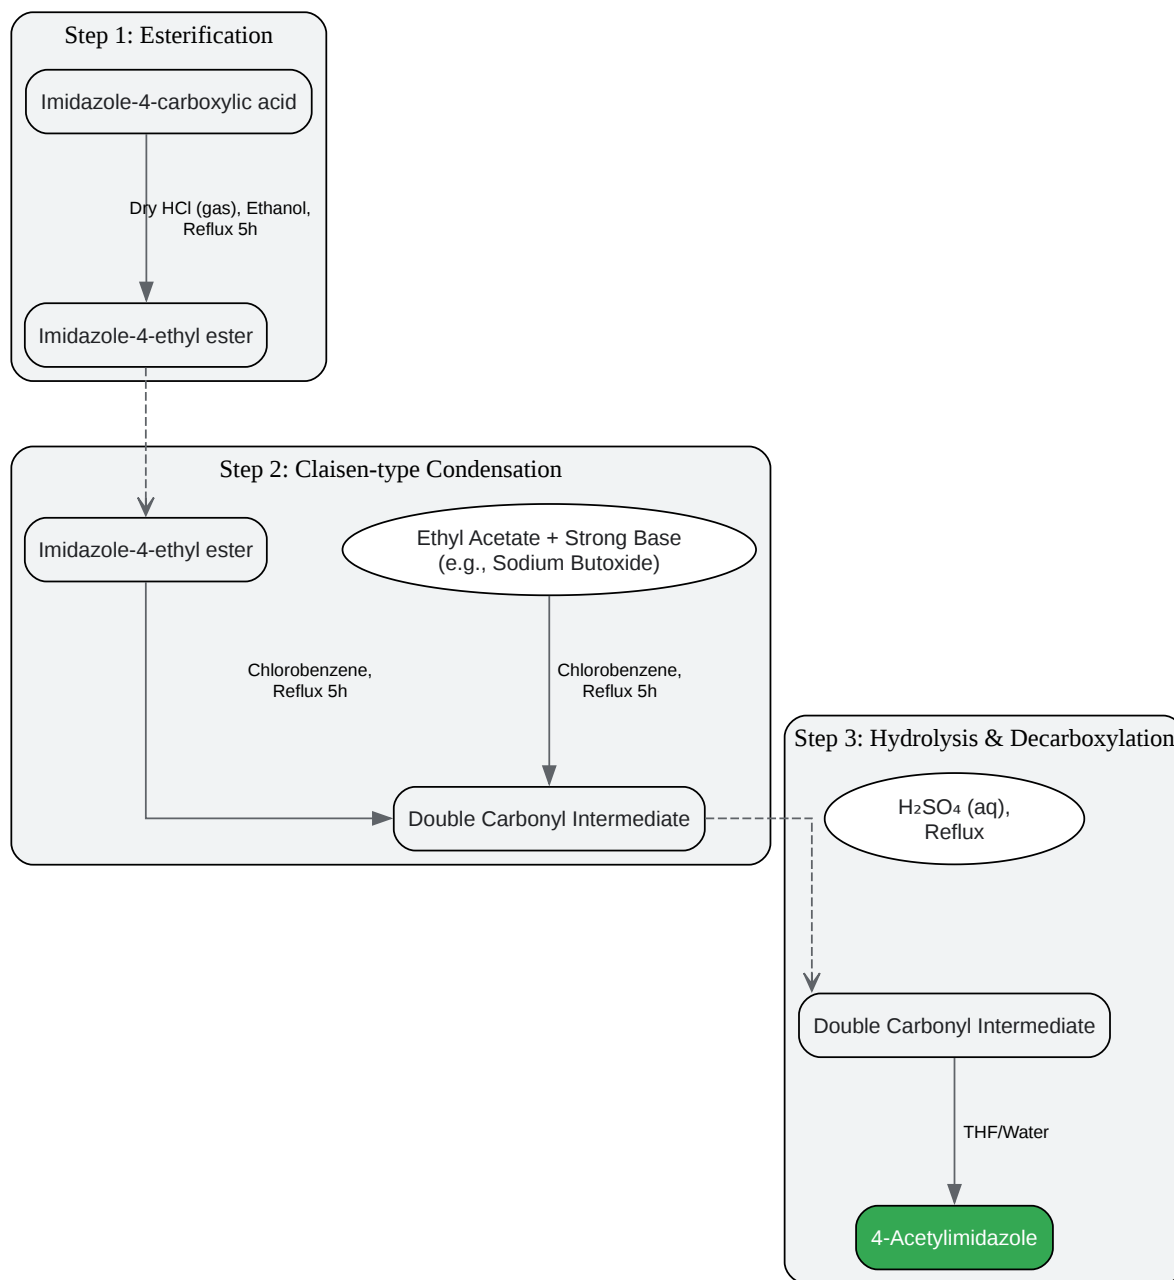 Step 1: Esterification
Imidazole-4-carboxylic acid
Dry HCl (gas), Ethanol,
Reflux 5h
Imidazole-4-ethyl ester
Step 2: Claisen-type Condensation
Imidazole-4-ethyl ester
Ethyl Acetate + Strong Base
(e.g., Sodium Butoxide)
Chlorobenzene,
Reflux 5h
Chlorobenzene,
Reflux 5h
Double Carbonyl Intermediate
Step 3: Hydrolysis & Decarboxylation
H₂SO₄ (aq),
Reflux
Double Carbonyl Intermediate
THF/Water
4-Acetylimidazole